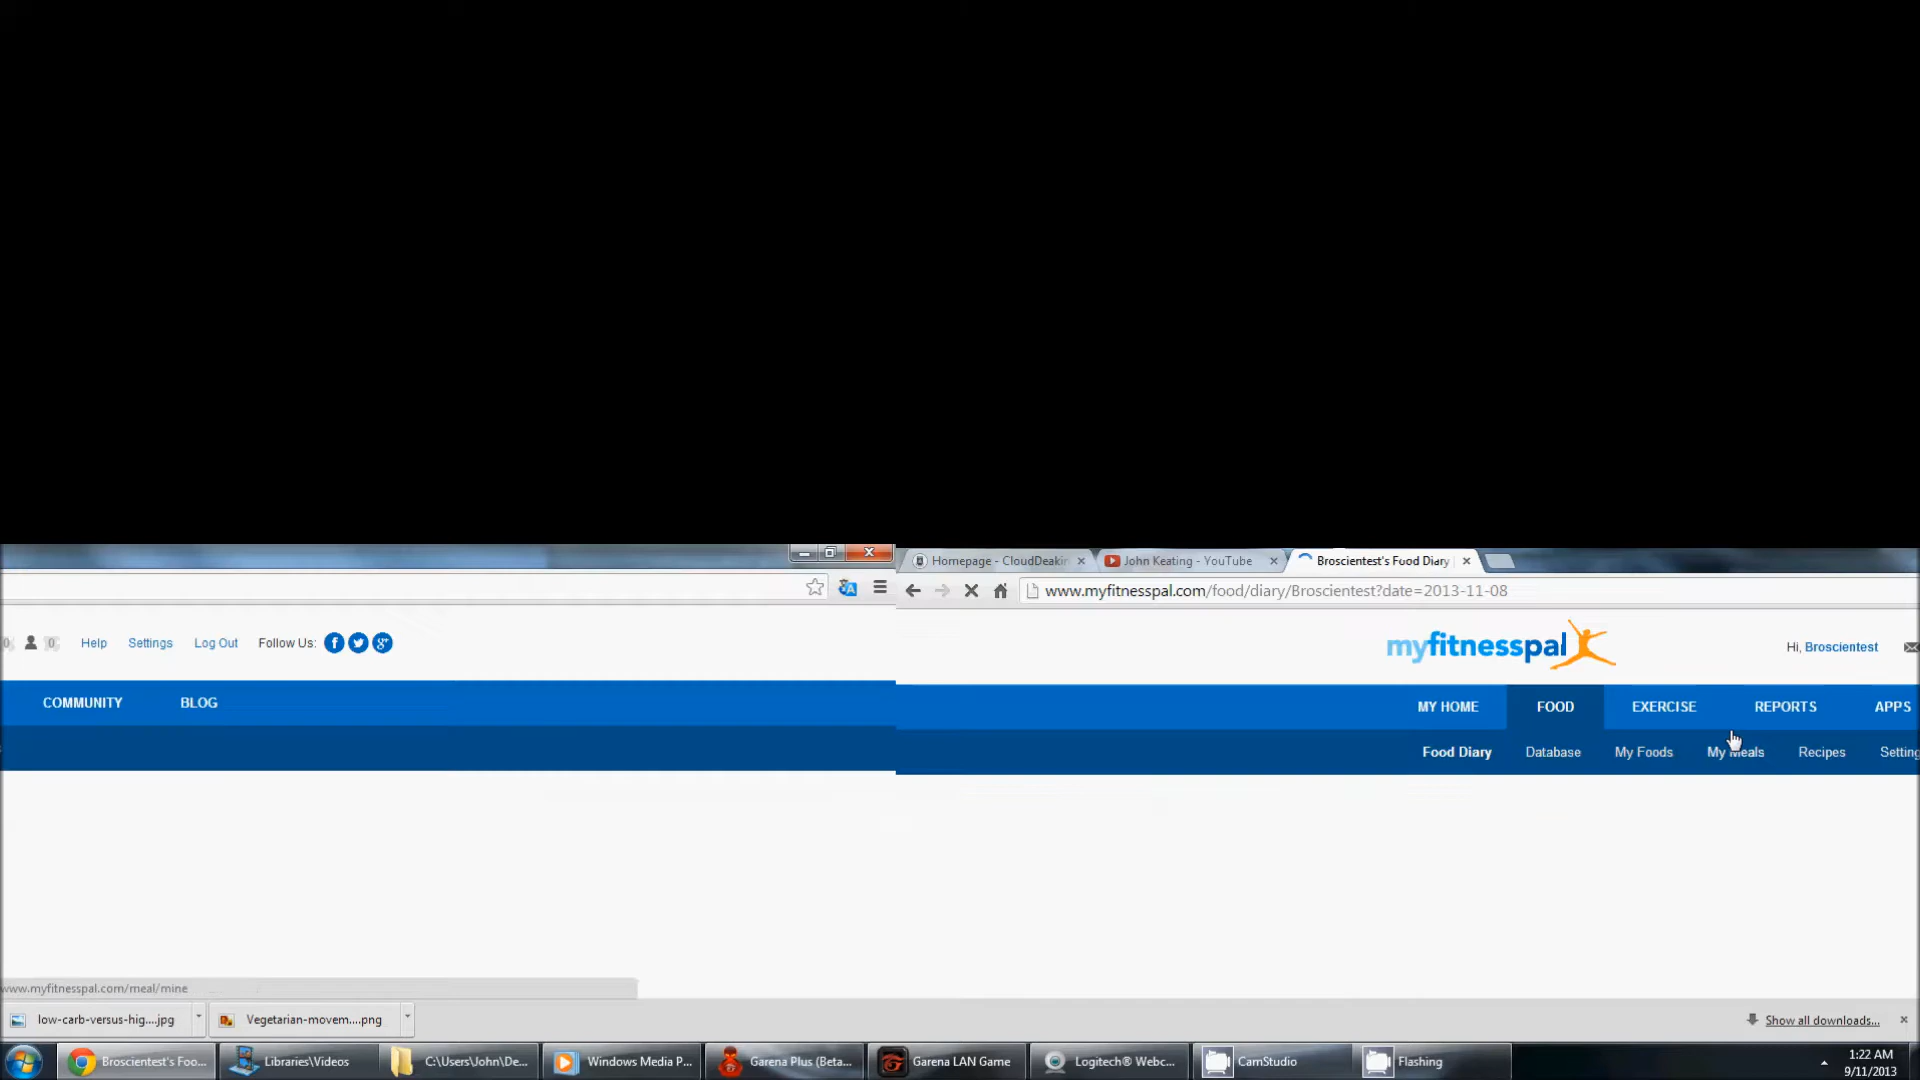 Homepage - CloudDeakin
John Keating - YouTube
Broscientest's Food Diary
www.myfitnesspal.com/food/diary/Broscientest?date=2013-11-08
0
0
Help
Settings
Log Out
Follow Us:
myfitnesspal
Hi, Broscientest
COMMUNITY
BLOG
MY HOME
FOOD
EXERCISE
REPORTS
APPS
Food Diary
Database
My Foods
My Meals
Recipes
Setting
www.myfitnesspal.com/meal/mine
low-carb-versus-hig....jpg
Vegetarian-movem....png
Show all downloads...
Broscientest's Foo...
Libraries\Videos
C:\Users\John\De...
Windows Media P...
Garena Plus (Beta...
Garena LAN Game
Logitech® Webc...
CamStudio
Flashing
1:22 AM
9/11/2013